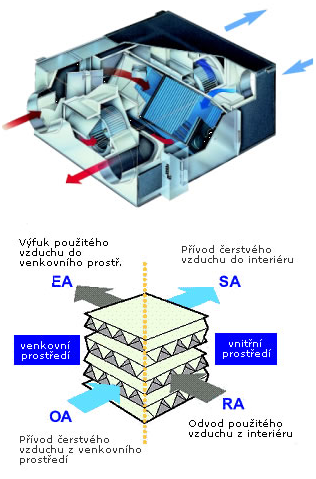 Výfuk použitého
vzduchu do
venkovního prostř.
EA
Přívod čerstvého
vzduchu do interiéru
SA
venkovní
prostředí
vnitřní
prostředí
OA
Přívod čerstvého
vzduchu z venkovního
prostředí
RA
Odvod použitého
vzduchu z interiéru